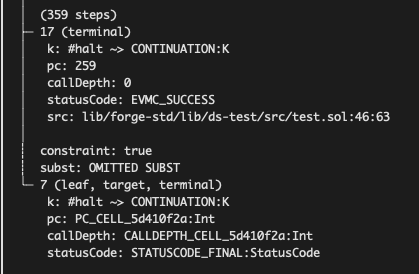 (359 steps)
17 (terminal)
k: #halt ~> CONTINUATION:K
pc: 259
callDepth: 0
statusCode: EVMC_SUCCESS
src: lib/forge-std/lib/ds-test/src/test.sol:46:63
constraint: true
subst: OMITTED SUBST
7 (leaf, target, terminal)
k: #halt ~> CONTINUATION:K
pc: PC_CELL_5d410f2a:Int
callDepth: CALLDEPTH_CELL_5d410f2a:Int
statusCode: STATUSCODE_FINAL:StatusCode